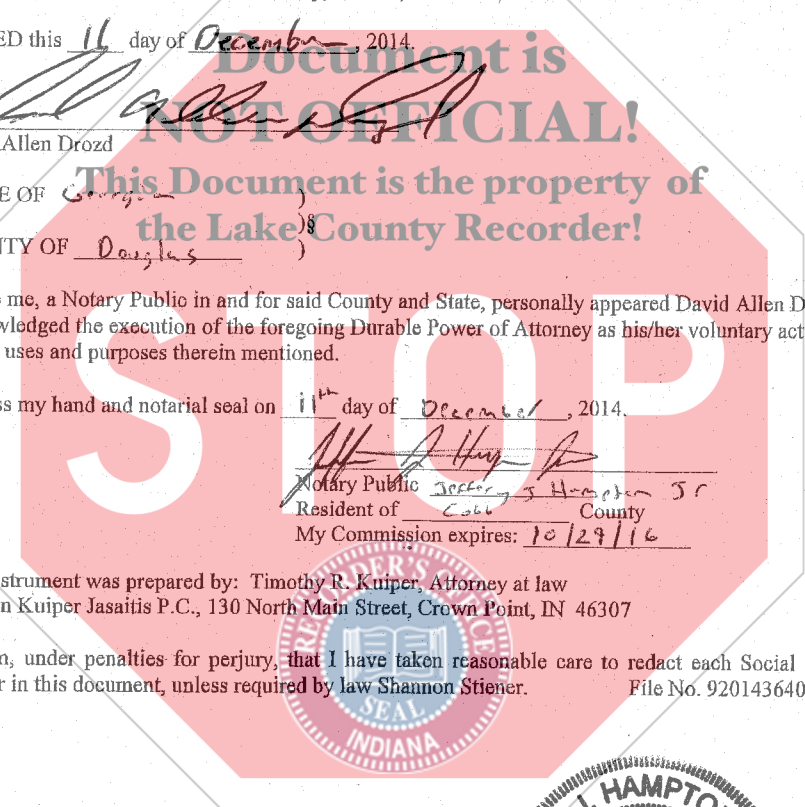 ED this 11 day of December, 2014.
Document is
NOT OFFICIAL!
Allen Drozd
This Document is the property of
E OF Georgia )
the Lake County Recorder!
)§
NTY OF Douglas )
me, a Notary Public in and for said County and State, personally appeared David Allen D
wledged the execution of the foregoing Durable Power of Attorney as his/her voluntary act
uses and purposes therein mentioned.
ss my hand and notarial seal on 11th day of December, 2014.
STOP
Notary Public Jeffery J Hampton Jr
Resident of Cobb County
My Commission expires: 10/29/16
strument was prepared by: Timothy R. Kuiper, Attorney at law
n Kuiper Jasaitis P.C., 130 North Main Street, Crown Point, IN 46307
m, under penalties for perjury, that I have taken reasonable care to redact each Social
r in this document, unless required by law Shannon Stiener. File No. 920143640
RECORDER'S OFFICE
SEAL
INDIANA
J. HAMPTO